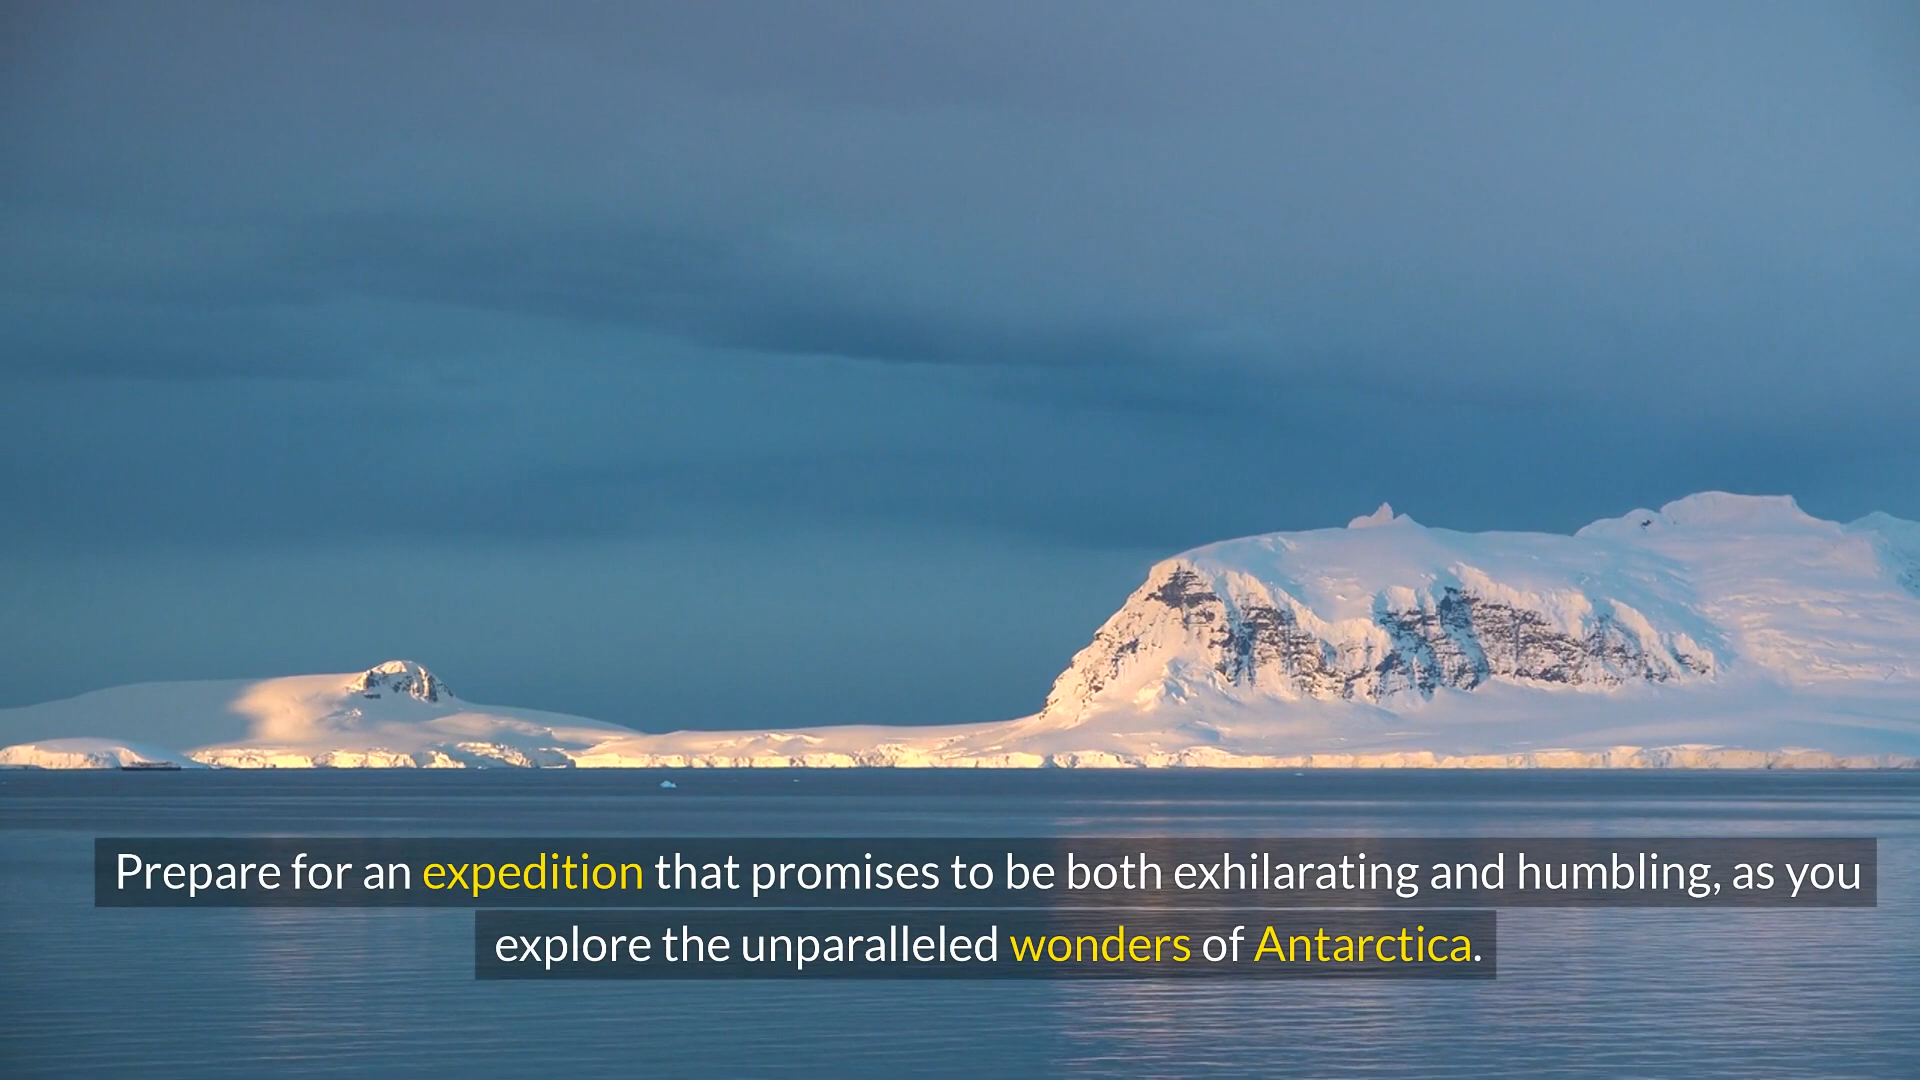 Prepare for an expedition that promises to be both exhilarating and humbling, as you
explore the unparalleled wonders of Antarctica.